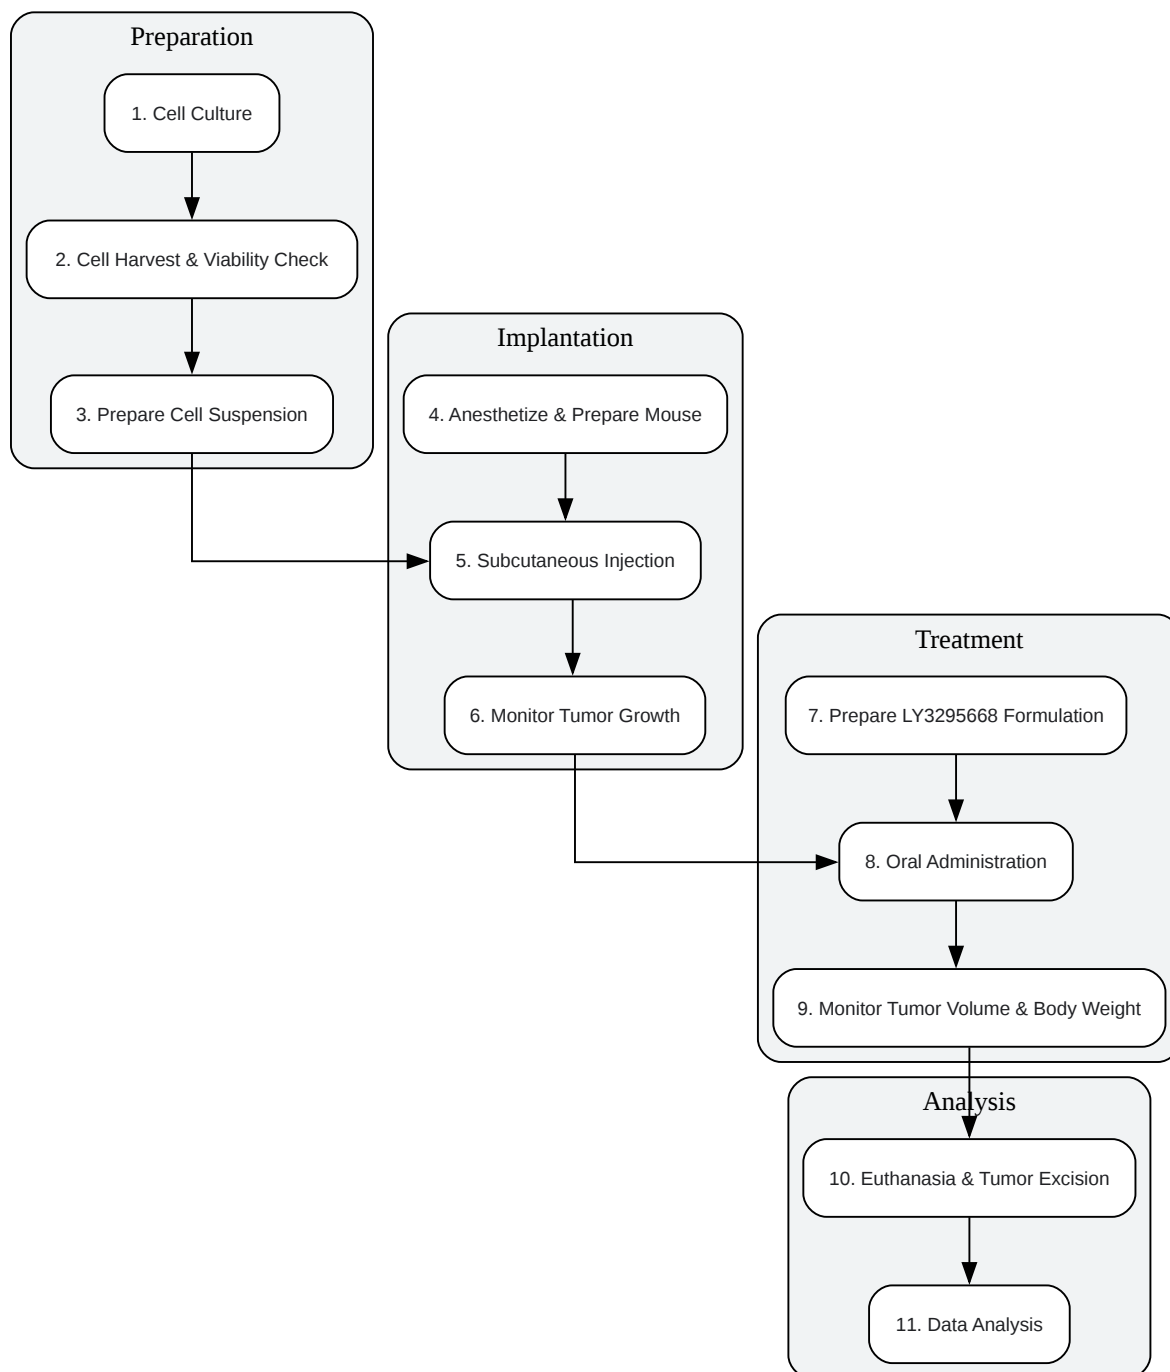 Preparation
1. Cell Culture
2. Cell Harvest & Viability Check
3. Prepare Cell Suspension
Implantation
4. Anesthetize & Prepare Mouse
5. Subcutaneous Injection
6. Monitor Tumor Growth
Treatment
7. Prepare LY3295668 Formulation
8. Oral Administration
9. Monitor Tumor Volume & Body Weight
Analysis
10. Euthanasia & Tumor Excision
11. Data Analysis